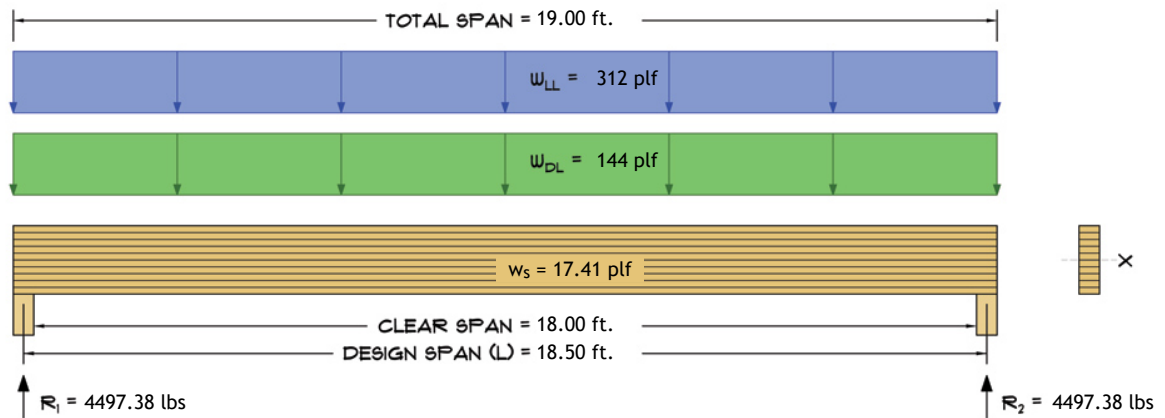 TOTAL SPAN = 19.00 ft.
WLL = 312 plf
WDL = 144 plf
ws = 17.41 plf
X
CLEAR SPAN = 18.00 ft.
DESIGN SPAN (L) = 18.50 ft.
R1 = 4497.38 lbs
R2 = 4497.38 lbs